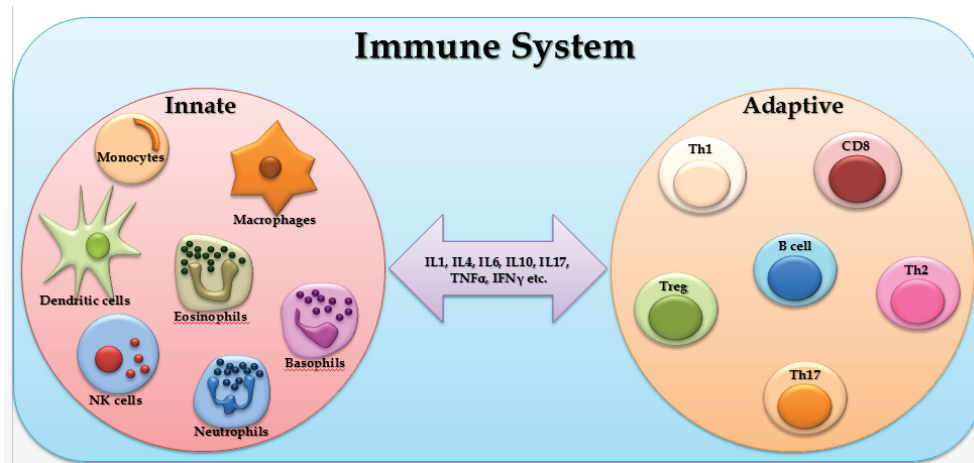 Immune System
Innate
Monocytes
Macrophages
Dendritic cells
Eosinophils
Basophils
NK cells
Neutrophils
IL1, IL4, IL6, IL10, IL17,
TNFα, IFNγ etc.
Adaptive
Th1
CD8
B cell
Treg
Th2
Th17